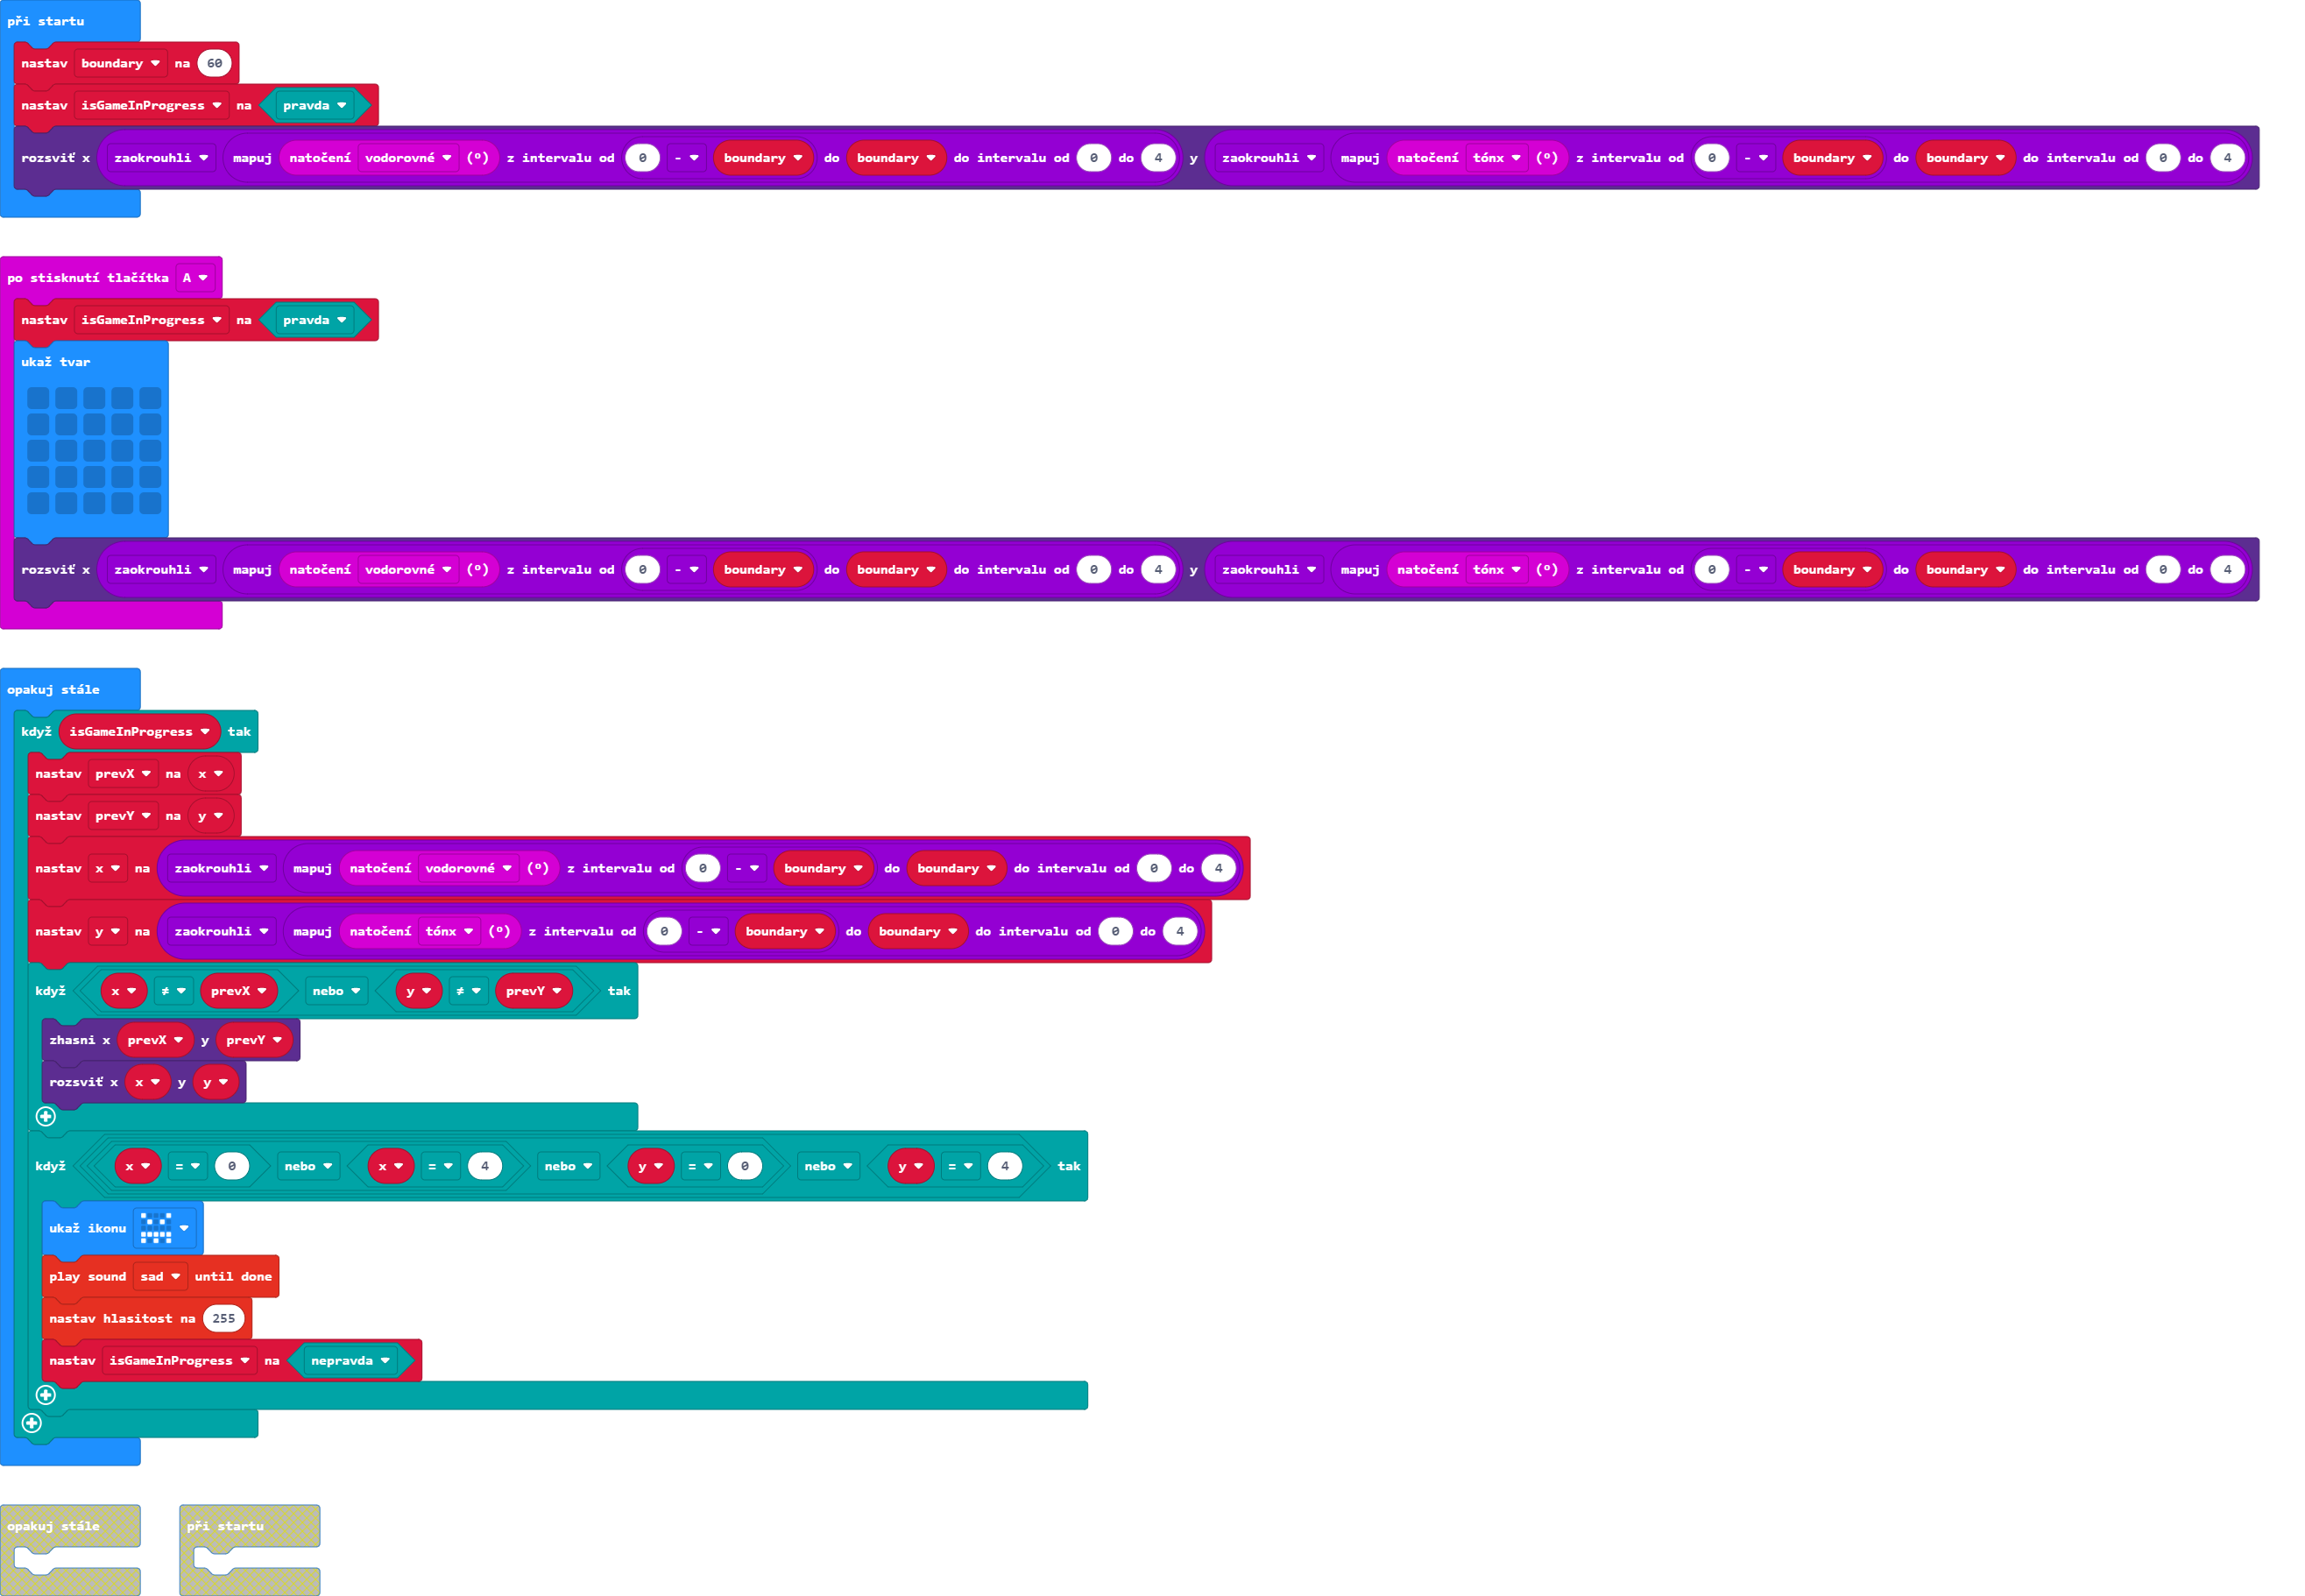 při startu
nastav boundary na 60
nastav isGameInProgress na pravda
rozsviť x zaokrouhli mapuj natočení vodorovné (º) z intervalu od 0 - boundary do boundary do intervalu od 0 do 4 y zaokrouhli mapuj natočení tónx (º) z intervalu od 0 - boundary do boundary do intervalu od 0 do 4
po stisknutí tlačítka A
nastav isGameInProgress na pravda
ukaž tvar
rozsviť x zaokrouhli mapuj natočení vodorovné (º) z intervalu od 0 - boundary do boundary do intervalu od 0 do 4 y zaokrouhli mapuj natočení tónx (º) z intervalu od 0 - boundary do boundary do intervalu od 0 do 4
opakuj stále
když isGameInProgress tak
nastav prevX na x
nastav prevY na y
nastav x na zaokrouhli mapuj natočení vodorovné (º) z intervalu od 0 - boundary do boundary do intervalu od 0 do 4
nastav y na zaokrouhli mapuj natočení tónx (º) z intervalu od 0 - boundary do boundary do intervalu od 0 do 4
když x ≠ prevX nebo y ≠ prevY tak
zhasni x prevX y prevY
rozsviť x x y y
když x = 0 nebo x = 4 nebo y = 0 nebo y = 4 tak
ukaž ikonu
play sound sad until done
nastav hlasitost na 255
nastav isGameInProgress na nepravda
opakuj stále při startu